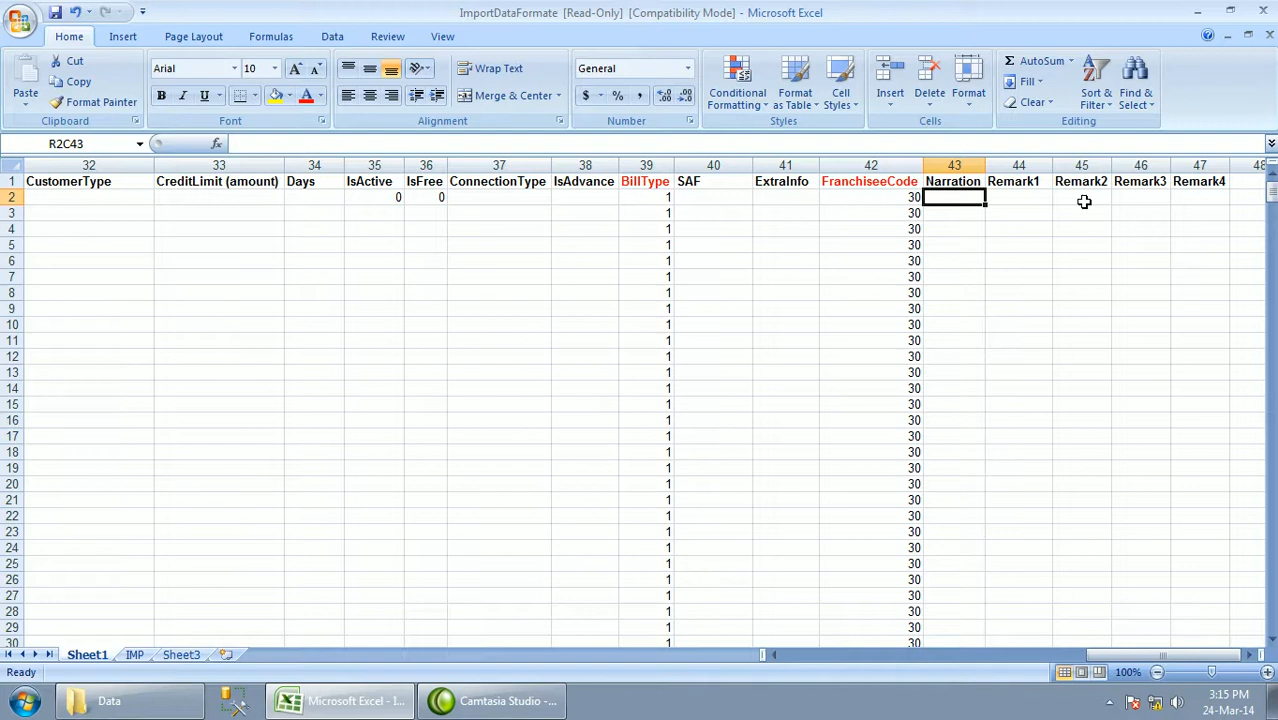 ImportDataFormate [Read-Only] [Compatibility Mode] - Microsoft Excel
Home Insert Page Layout Formulas Data Review View
Paste Cut Copy Format Painter Clipboard
Arial 10 A A B I U A Font
Wrap Text Merge & Center Alignment
General $ % , .0 .00 .00 .0 Number
Conditional Formatting Format as Table Cell Styles Styles
Insert Delete Format Cells
Σ AutoSum Fill Clear Sort & Filter Find & Select Editing
R2C43 fx
32 33 34 35 36 37 38 39 40 41 42 43 44 45 46 47 48
1 CustomerType CreditLimit (amount) Days IsActive IsFree ConnectionType IsAdvance BillType SAF ExtraInfo FranchiseeCode Narration Remark1 Remark2 Remark3 Remark4
2 0 0 1 30
3 1 30
4 1 30
5 1 30
6 1 30
7 1 30
8 1 30
9 1 30
10 1 30
11 1 30
12 1 30
13 1 30
14 1 30
15 1 30
16 1 30
17 1 30
18 1 30
19 1 30
20 1 30
21 1 30
22 1 30
23 1 30
24 1 30
25 1 30
26 1 30
27 1 30
28 1 30
29 1 30
30 1 30
Sheet1 IMP Sheet3
Ready 100%
Data Microsoft Excel - I... Camtasia Studio - ... 3:15 PM
24-Mar-14